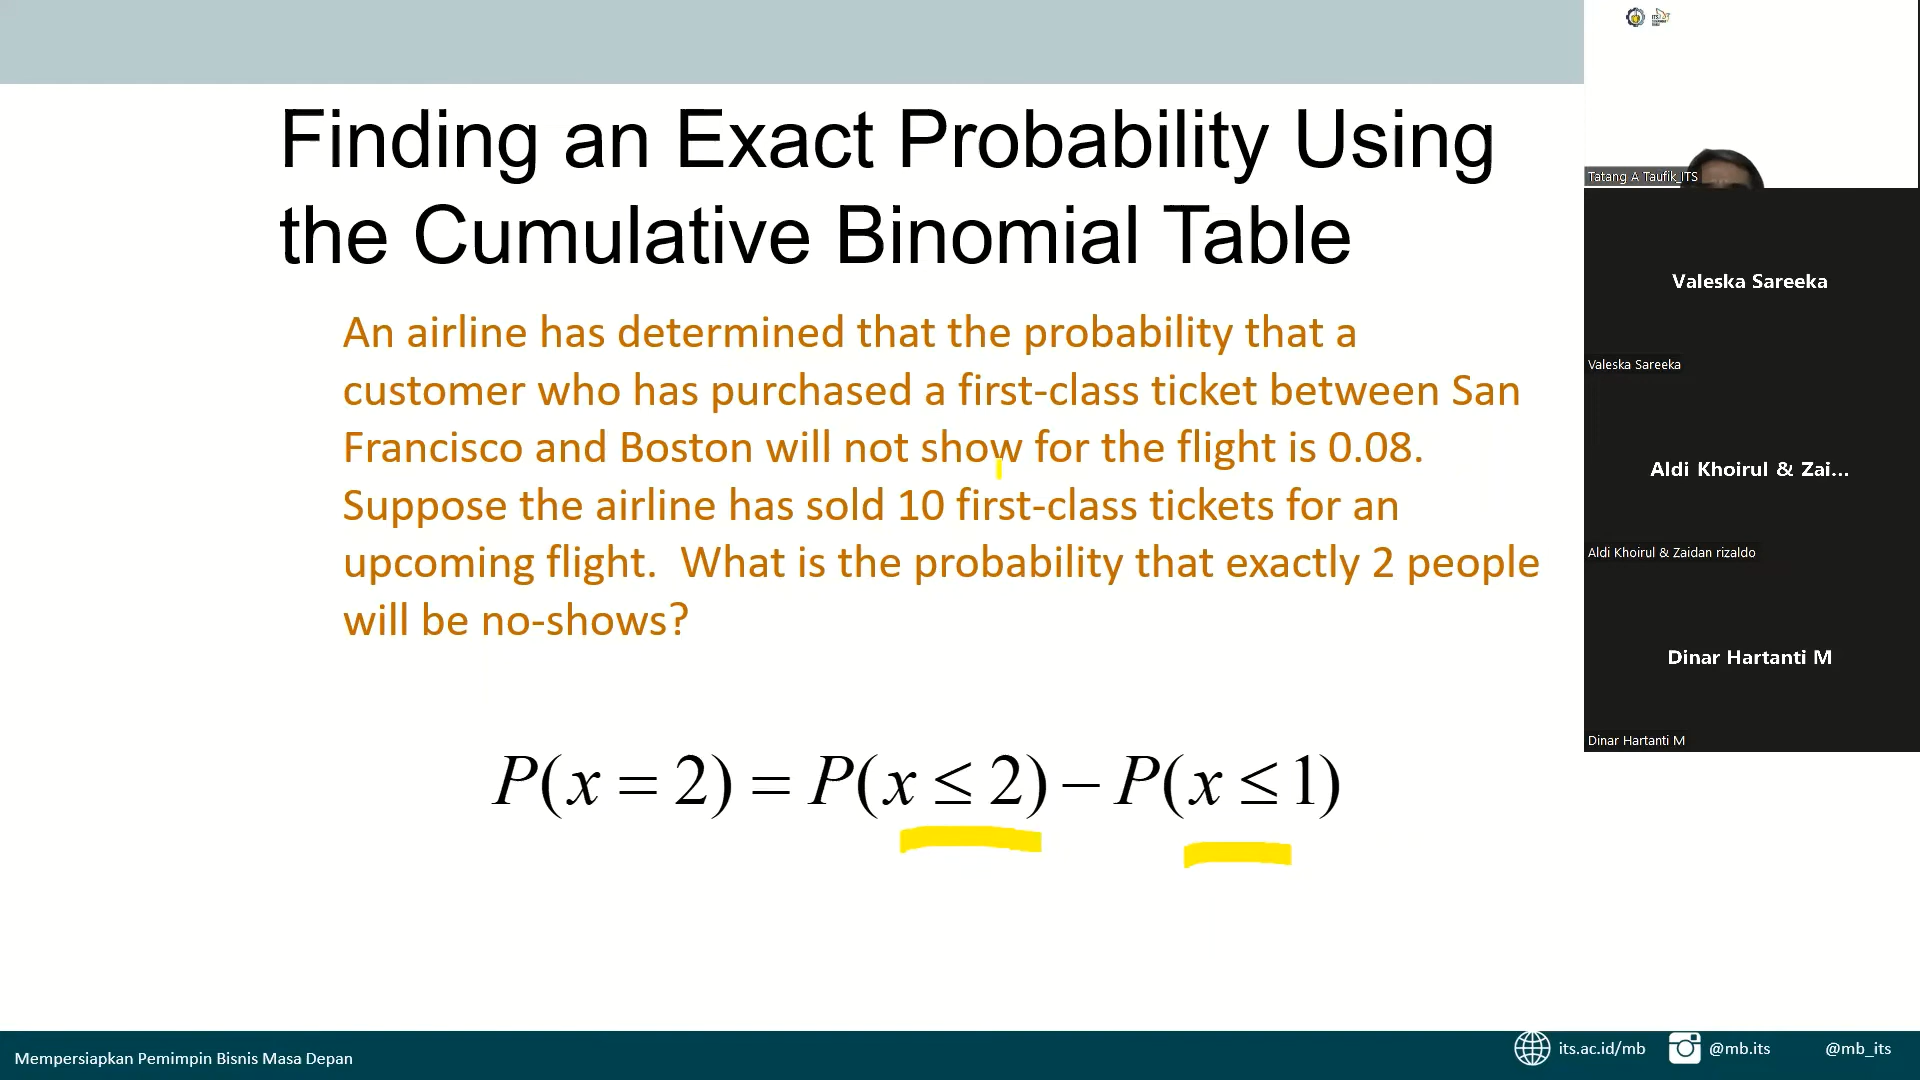 Finding an Exact Probability Using
the Cumulative Binomial Table
An airline has determined that the probability that a
customer who has purchased a first-class ticket between San
Francisco and Boston will not show for the flight is 0.08.
Suppose the airline has sold 10 first-class tickets for an
upcoming flight.  What is the probability that exactly 2 people
will be no-shows?
P(x = 2) = P(x ≤ 2) – P(x ≤ 1)
Mempersiapkan Pemimpin Bisnis Masa Depan
its.ac.id/mb
@mb.its
@mb_its
Tatang A Taufik_ITS
Valeska Sareeka
Valeska Sareeka
Aldi Khoirul & Zai...
Aldi Khoirul & Zaidan rizaldo
Dinar Hartanti M
Dinar Hartanti M